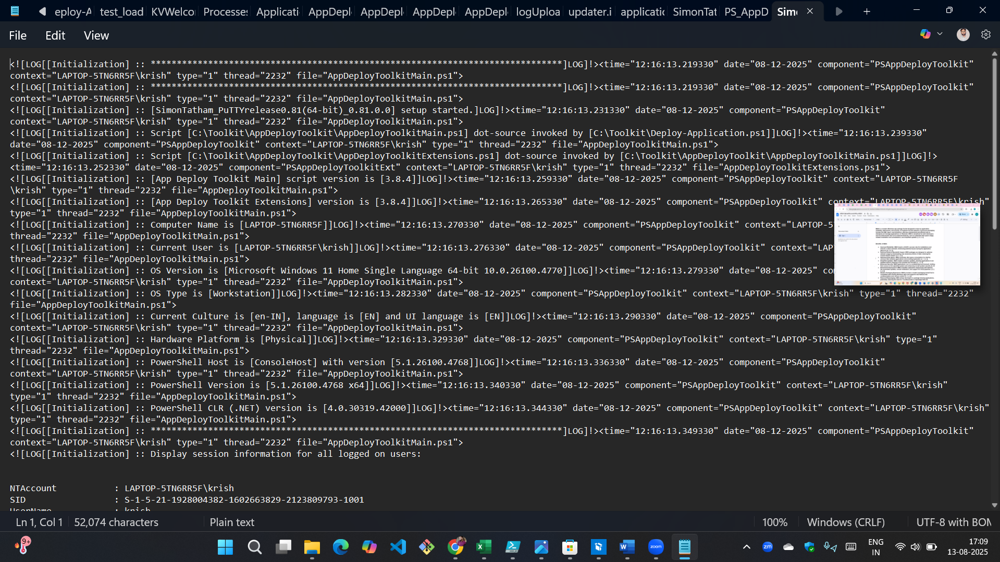 eploy-A test_load KVWelcoı Processes Applicati AppDepl AppDepl AppDepl AppDepl logUploa updater.i applicatic SimonTat PS_AppD Sim
File Edit View
<![LOG[[Initialization] :: *******************************************************************************]LOG]!><time="12:16:13.219330" date="08-12-2025" component="PSAppDeployToolkit"
context="LAPTOP-5TN6RR5F\krish" type="1" thread="2232" file="AppDeployToolkitMain.ps1">
<![LOG[[Initialization] :: *******************************************************************************]LOG]!><time="12:16:13.219330" date="08-12-2025" component="PSAppDeployToolkit"
context="LAPTOP-5TN6RR5F\krish" type="1" thread="2232" file="AppDeployToolkitMain.ps1">
<![LOG[[Initialization] :: [SimonTatham_PuTTYrelease0.81(64-bit)_0.81.0.0] setup started.]LOG]!><time="12:16:13.231330" date="08-12-2025" component="PSAppDeployToolkit"
context="LAPTOP-5TN6RR5F\krish" type="1" thread="2232" file="AppDeployToolkitMain.ps1">
<![LOG[[Initialization] :: Script [C:\Toolkit\AppDeployToolkit\AppDeployToolkitMain.ps1] dot-source invoked by [C:\Toolkit\Deploy-Application.ps1]]LOG]!><time="12:16:13.239330"
date="08-12-2025" component="PSAppDeployToolkit" context="LAPTOP-5TN6RR5F\krish" type="1" thread="2232" file="AppDeployToolkitMain.ps1">
<![LOG[[Initialization] :: Script [C:\Toolkit\AppDeployToolkit\AppDeployToolkitExtensions.ps1] dot-source invoked by [C:\Toolkit\AppDeployToolkit\AppDeployToolkitMain.ps1]]LOG]!>
<time="12:16:13.252330" date="08-12-2025" component="PSAppDeployToolkitExt" context="LAPTOP-5TN6RR5F\krish" type="1" thread="2232" file="AppDeployToolkitExtensions.ps1">
<![LOG[[Initialization] :: [App Deploy Toolkit Main] script version is [3.8.4]]LOG]!><time="12:16:13.259330" date="08-12-2025" component="PSAppDeployToolkit" context="LAPTOP-5TN6RR5F
\krish" type="1" thread="2232" file="AppDeployToolkitMain.ps1">
<![LOG[[Initialization] :: [App Deploy Toolkit Extensions] version is [3.8.4]]LOG]!><time="12:16:13.265330" date="08-12-2025" component="PSAppDeployToolkit" context="LAPTOP-5TN6RR5F\krish"
type="1" thread="2232" file="AppDeployToolkitMain.ps1">
<![LOG[[Initialization] :: Computer Name is [LAPTOP-5TN6RR5F]]LOG]!><time="12:16:13.270330" date="08-12-2025" component="PSAppDeployToolkit" context="LAPTOP-5
thread="2232" file="AppDeployToolkitMain.ps1">
<![LOG[[Initialization] :: Current User is [LAPTOP-5TN6RR5F\krish]]LOG]!><time="12:16:13.276330" date="08-12-2025" component="PSAppDeployToolkit" context="LAP
thread="2232" file="AppDeployToolkitMain.ps1">
<![LOG[[Initialization] :: OS Version is [Microsoft Windows 11 Home Single Language 64-bit 10.0.26100.4770]]LOG]!><time="12:16:13.279330" date="08-12-2025" co
context="LAPTOP-5TN6RR5F\krish" type="1" thread="2232" file="AppDeployToolkitMain.ps1">
<![LOG[[Initialization] :: OS Type is [Workstation]]LOG]!><time="12:16:13.282330" date="08-12-2025" component="PSAppDeployToolkit" context="LAPTOP-5TN6RR5F\krish" type="1" thread="2232"
file="AppDeployToolkitMain.ps1">
<![LOG[[Initialization] :: Current Culture is [en-IN], language is [EN] and UI language is [EN]]LOG]!><time="12:16:13.290330" date="08-12-2025" component="PSAppDeployToolkit"
context="LAPTOP-5TN6RR5F\krish" type="1" thread="2232" file="AppDeployToolkitMain.ps1">
<![LOG[[Initialization] :: Hardware Platform is [Physical]]LOG]!><time="12:16:13.329330" date="08-12-2025" component="PSAppDeployToolkit" context="LAPTOP-5TN6RR5F\krish" type="1"
thread="2232" file="AppDeployToolkitMain.ps1">
<![LOG[[Initialization] :: PowerShell Host is [ConsoleHost] with version [5.1.26100.4768]]LOG]!><time="12:16:13.336330" date="08-12-2025" component="PSAppDeployToolkit"
context="LAPTOP-5TN6RR5F\krish" type="1" thread="2232" file="AppDeployToolkitMain.ps1">
<![LOG[[Initialization] :: PowerShell Version is [5.1.26100.4768 x64]]LOG]!><time="12:16:13.340330" date="08-12-2025" component="PSAppDeployToolkit" context="LAPTOP-5TN6RR5F\krish"
type="1" thread="2232" file="AppDeployToolkitMain.ps1">
<![LOG[[Initialization] :: PowerShell CLR (.NET) version is [4.0.30319.42000]]LOG]!><time="12:16:13.344330" date="08-12-2025" component="PSAppDeployToolkit" context="LAPTOP-5TN6RR5F\krish"
type="1" thread="2232" file="AppDeployToolkitMain.ps1">
<![LOG[[Initialization] :: *******************************************************************************]LOG]!><time="12:16:13.349330" date="08-12-2025" component="PSAppDeployToolkit"
context="LAPTOP-5TN6RR5F\krish" type="1" thread="2232" file="AppDeployToolkitMain.ps1">
<![LOG[[Initialization] :: Display session information for all logged on users:
NTAccount : LAPTOP-5TN6RR5F\krish
SID : S-1-5-21-1928004382-1602663829-2123809793-1001
UserName : krish
Ln 1, Col 1 52,074 characters Plain text 100% Windows (CRLF) UTF-8 with BOM
9+ zoom zm ENG IN 17:09
13-08-2025